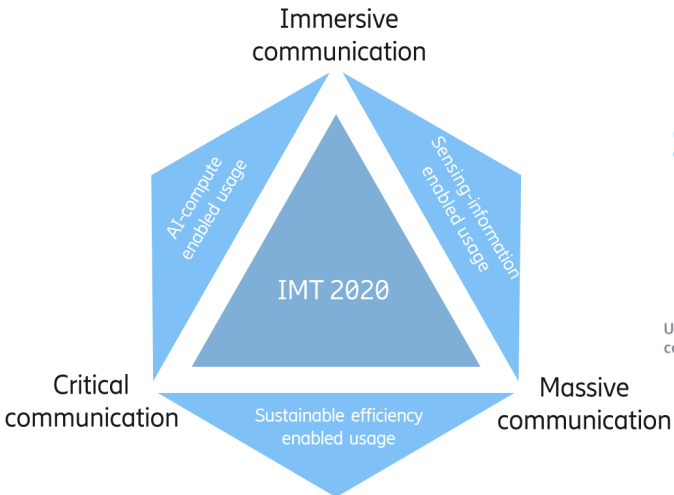 Immersive
communication
AI-compute
enabled usage
Sensing-information
enabled usage
IMT 2020
Critical
communication
Massive
communication
Sustainable efficiency
enabled usage